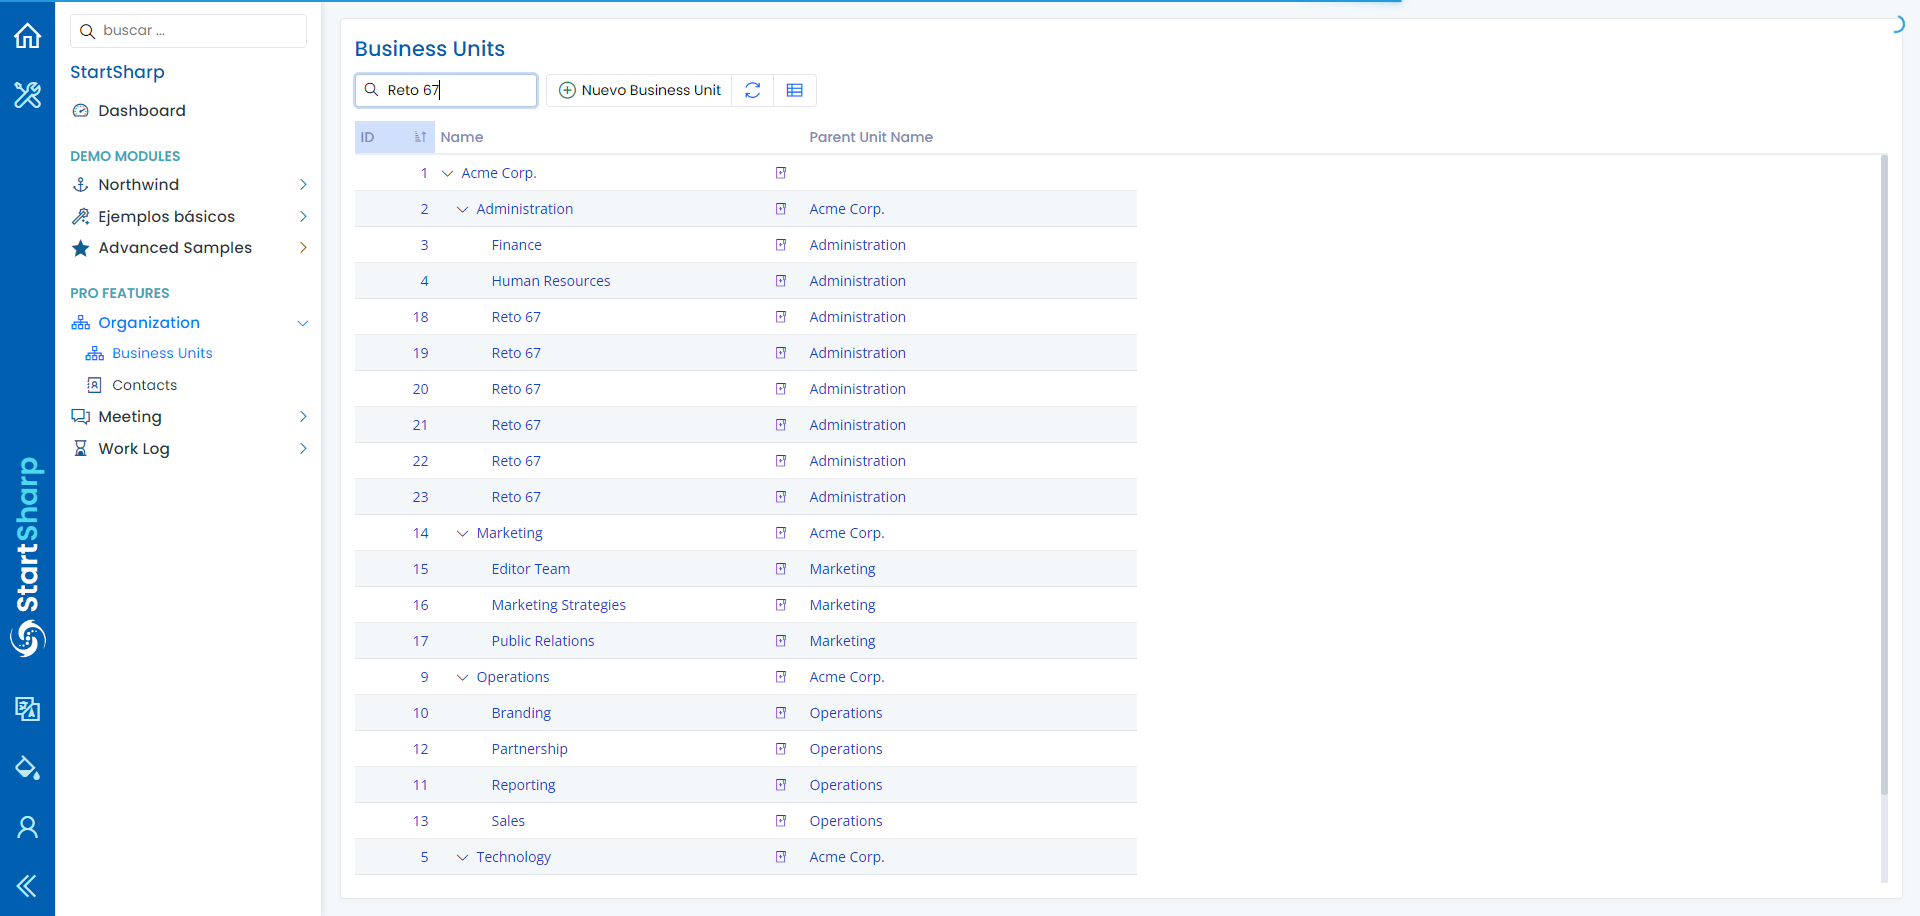 buscar ...
StartSharp
Dashboard
DEMO MODULES
Northwind
Ejemplos básicos
Advanced Samples
PRO FEATURES
Organization
Business Units
Contacts
Meeting
Work Log
StartSharp
Business Units
Reto 67 Nuevo Business Unit
ID Name Parent Unit Name
1 Acme Corp.
2 Administration Acme Corp.
3 Finance Administration
4 Human Resources Administration
18 Reto 67 Administration
19 Reto 67 Administration
20 Reto 67 Administration
21 Reto 67 Administration
22 Reto 67 Administration
23 Reto 67 Administration
14 Marketing Acme Corp.
15 Editor Team Marketing
16 Marketing Strategies Marketing
17 Public Relations Marketing
9 Operations Acme Corp.
10 Branding Operations
12 Partnership Operations
11 Reporting Operations
13 Sales Operations
5 Technology Acme Corp.